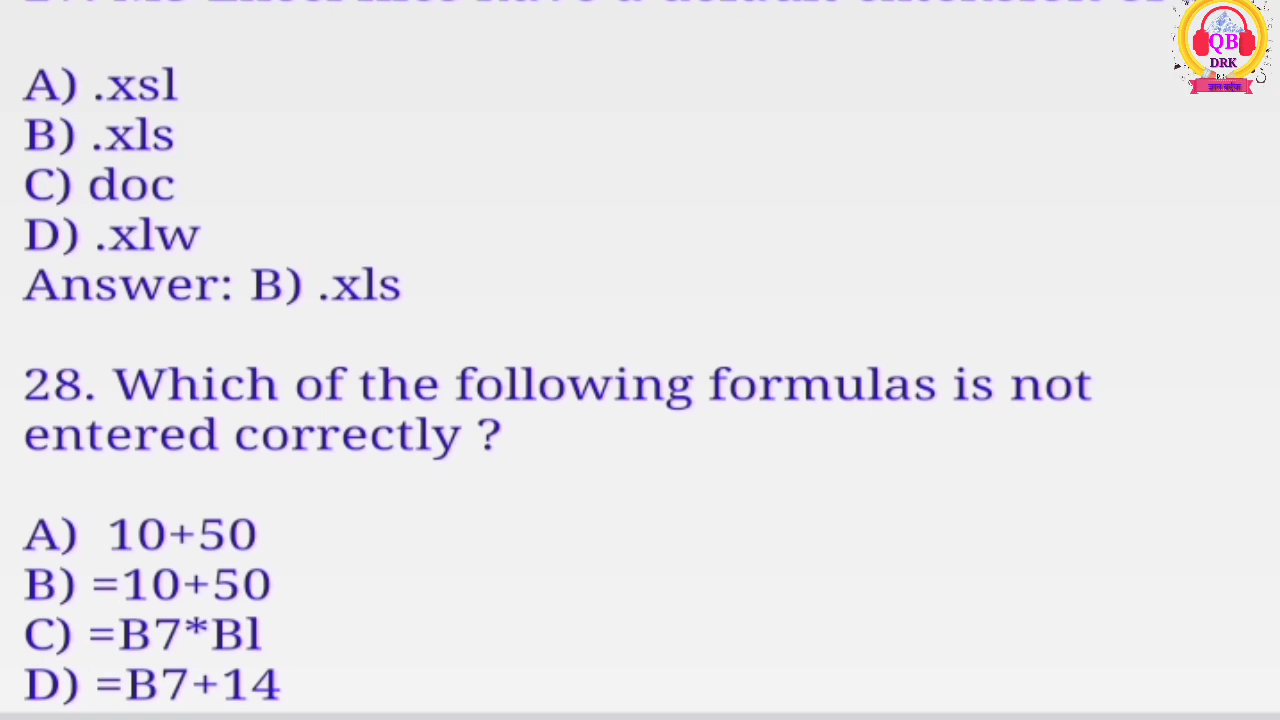 A) .xsl
B) .xls
C) doc
D) .xlw
Answer: B) .xls
28. Which of the following formulas is not
entered correctly ?
A) 10+50
B) =10+50
C) =B7*Bl
D) =B7+14
QB
DRK